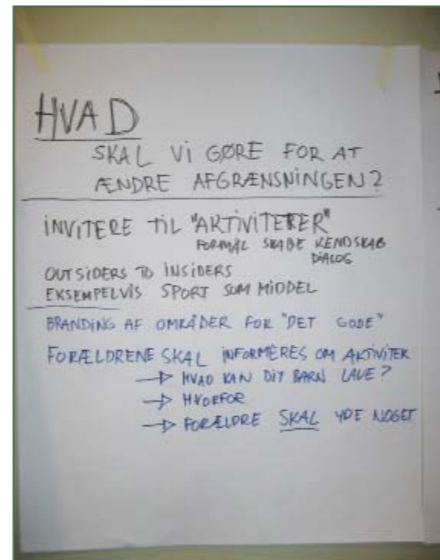 HVAD
SKAL Vi GØRE FOR AT
ÆNDRE AFGRÆNSNINGEN?
INVITERE TIL "AKTIVITERER"
FORMÅL SKABE KENDSKAB
DIALOG
OUTSIDERS TO INSIDERS
EKSEMPELVIS SPORT SOM MIDDEL
BRANDING AF OMRÅDER FOR "DET GODE"
FORÆLDRENE SKAL INFORMERES OM AKTIVITER
→ HVAD KAN DIT BARN LAVE?
→ HVORFOR
→ FORÆLDRE SKAL YDE NOGET